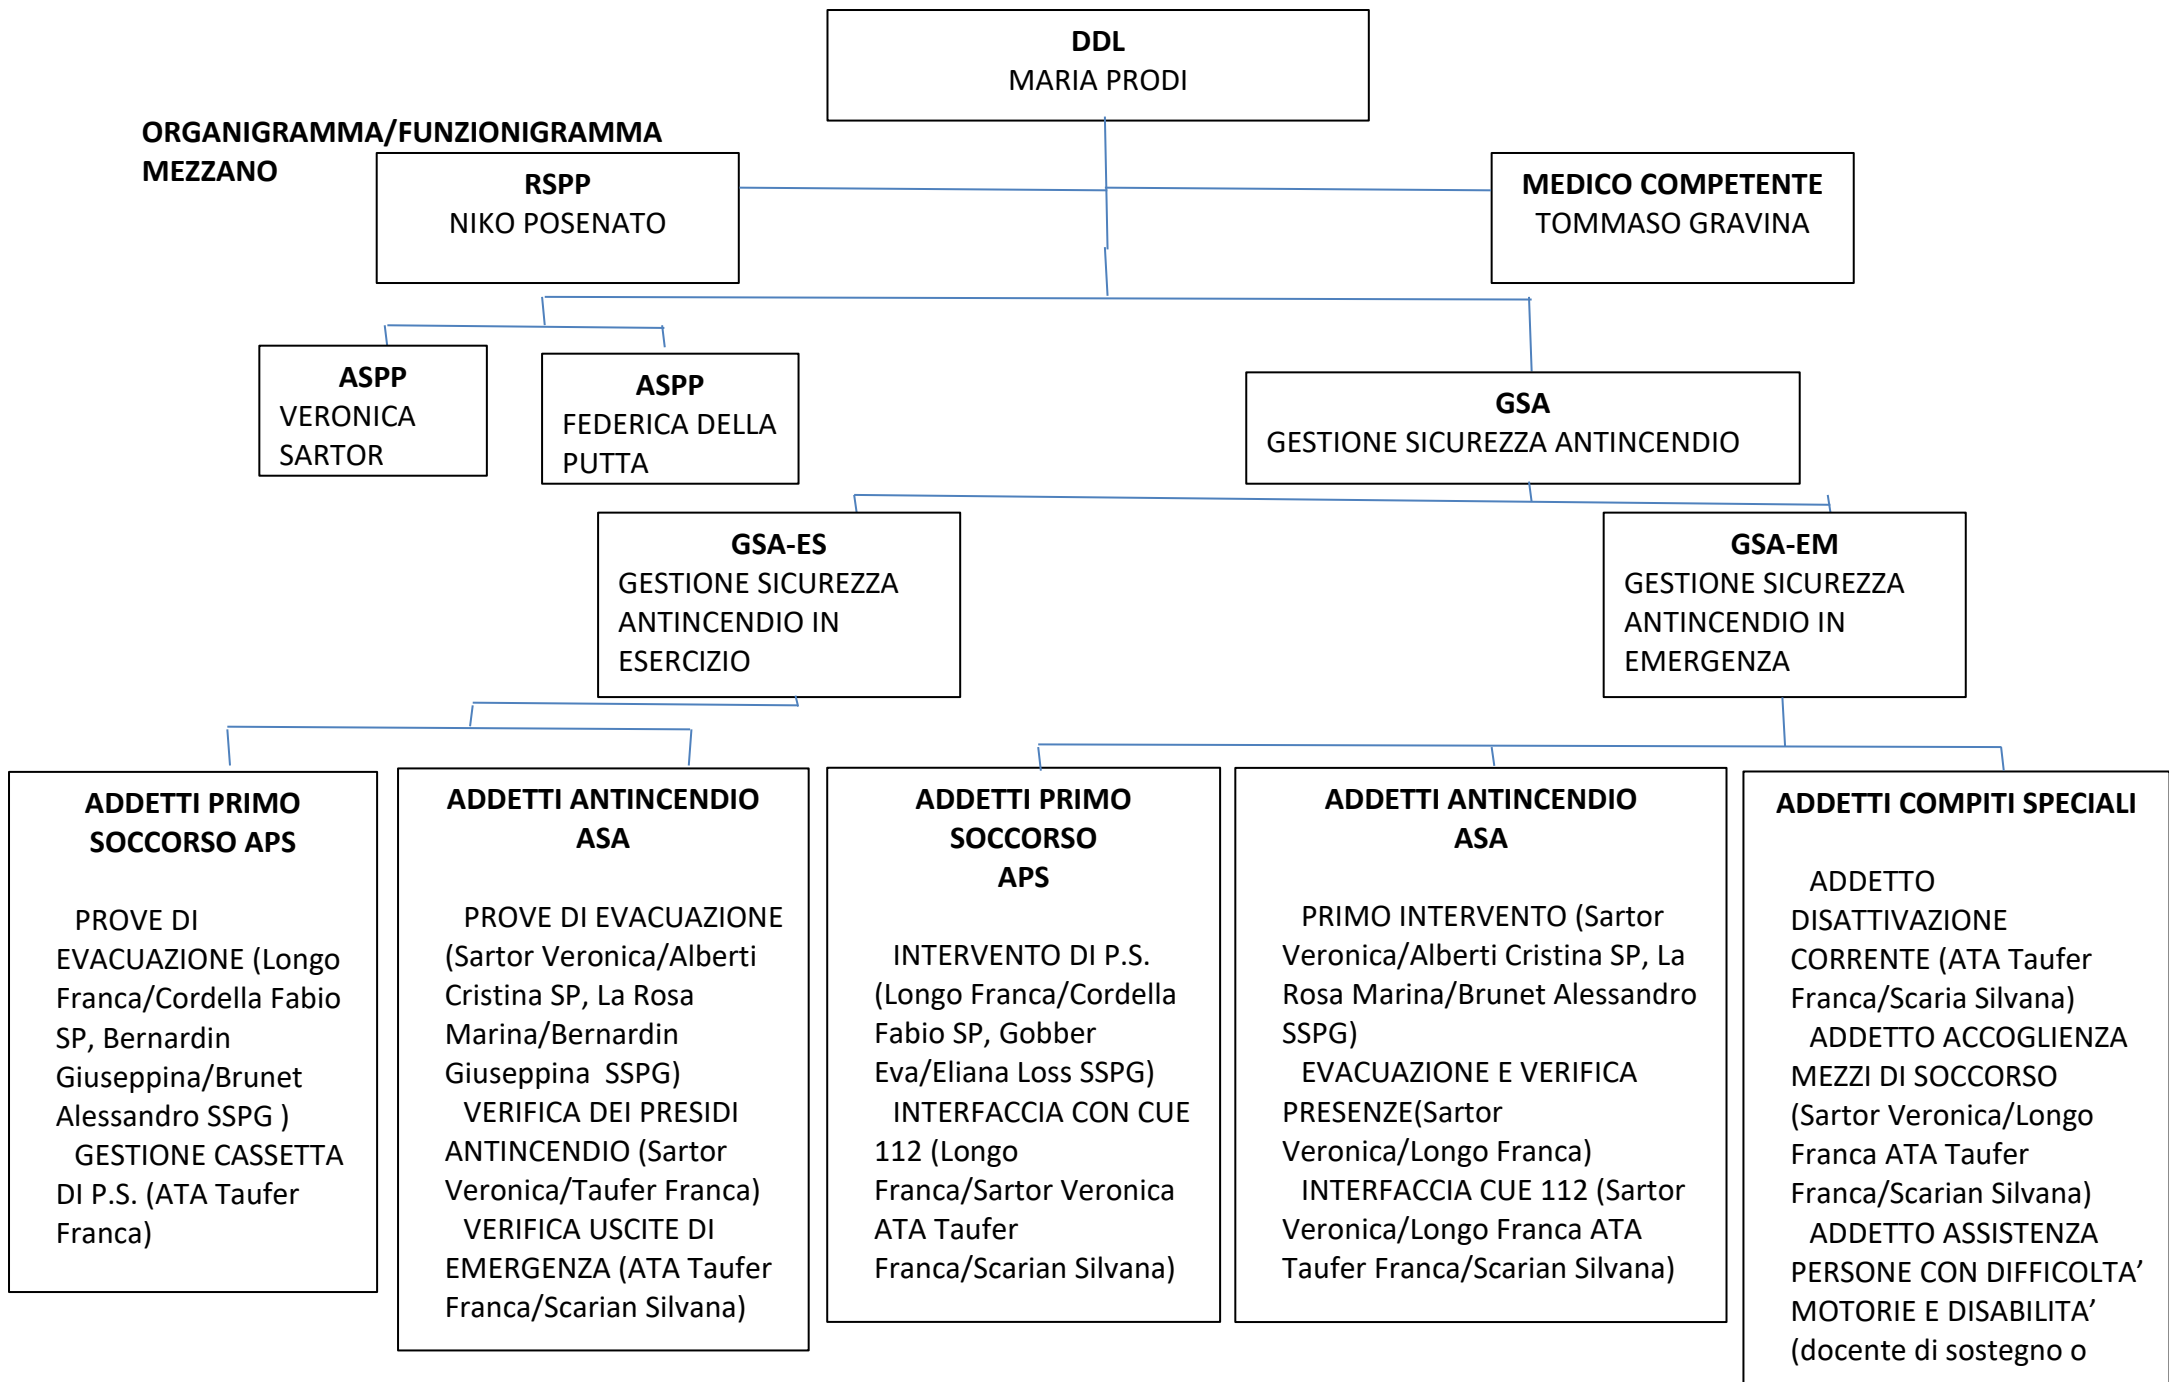 DDL
MARIA PRODI
ORGANIGRAMMA/FUNZIONIGRAMMA
MEZZANO
RSPP
NIKO POSENATO
MEDICO COMPETENTE
TOMMASO GRAVINA
ASPP
VERONICA
SARTOR
ASPP
FEDERICA DELLA
PUTTA
GSA
GESTIONE SICUREZZA ANTINCENDIO
GSA-ES
GESTIONE SICUREZZA
ANTINCENDIO IN
ESERCIZIO
GSA-EM
GESTIONE SICUREZZA
ANTINCENDIO IN
EMERGENZA
ADDETTI PRIMO
SOCCORSO APS
PROVE DI
EVACUAZIONE (Longo
Franca/Cordella Fabio
SP, Bernardin
Giuseppina/Brunet
Alessandro SSPG )
GESTIONE CASSETTA
DI P.S. (ATA Taufer
Franca)
ADDETTI ANTINCENDIO
ASA
PROVE DI EVACUAZIONE
(Sartor Veronica/Alberti
Cristina SP, La Rosa
Marina/Bernardin
Giuseppina  SSPG)
VERIFICA DEI PRESIDI
ANTINCENDIO (Sartor
Veronica/Taufer Franca)
VERIFICA USCITE DI
EMERGENZA (ATA Taufer
Franca/Scarian Silvana)
ADDETTI PRIMO
SOCCORSO
APS
INTERVENTO DI P.S.
(Longo Franca/Cordella
Fabio SP, Gobber
Eva/Eliana Loss SSPG)
INTERFACCIA CON CUE
112 (Longo
Franca/Sartor Veronica
ATA Taufer
Franca/Scarian Silvana)
ADDETTI ANTINCENDIO
ASA
PRIMO INTERVENTO (Sartor
Veronica/Alberti Cristina SP, La
Rosa Marina/Brunet Alessandro
SSPG)
EVACUAZIONE E VERIFICA
PRESENZE(Sartor
Veronica/Longo Franca)
INTERFACCIA CUE 112 (Sartor
Veronica/Longo Franca ATA
Taufer Franca/Scarian Silvana)
ADDETTI COMPITI SPECIALI
ADDETTO
DISATTIVAZIONE
CORRENTE (ATA Taufer
Franca/Scaria Silvana)
ADDETTO ACCOGLIENZA
MEZZI DI SOCCORSO
(Sartor Veronica/Longo
Franca ATA Taufer
Franca/Scarian Silvana)
ADDETTO ASSISTENZA
PERSONE CON DIFFICOLTA’
MOTORIE E DISABILITA’
(docente di sostegno o